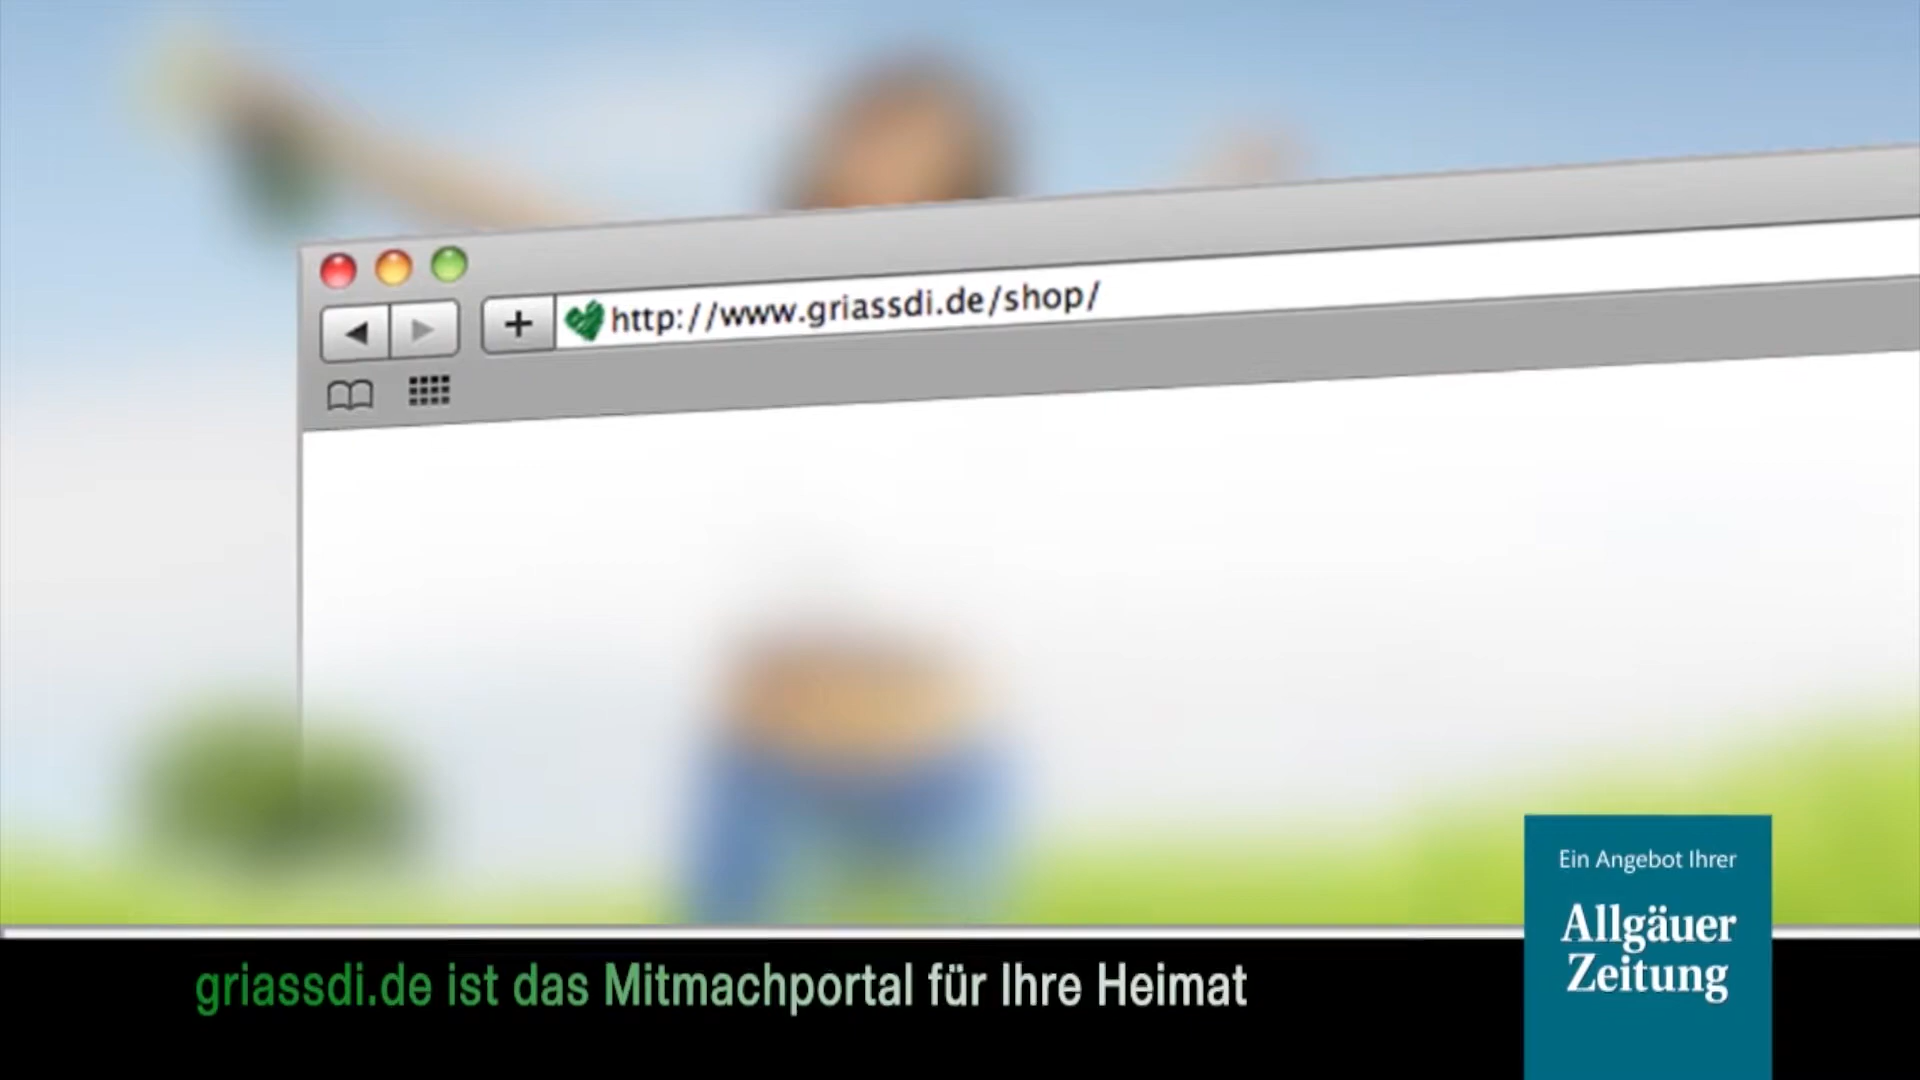 http://www.griassdi.de/shop/
Ein Angebot Ihrer
Allgäuer
Zeitung
griassdi.de ist das Mitmachportal für Ihre Heimat